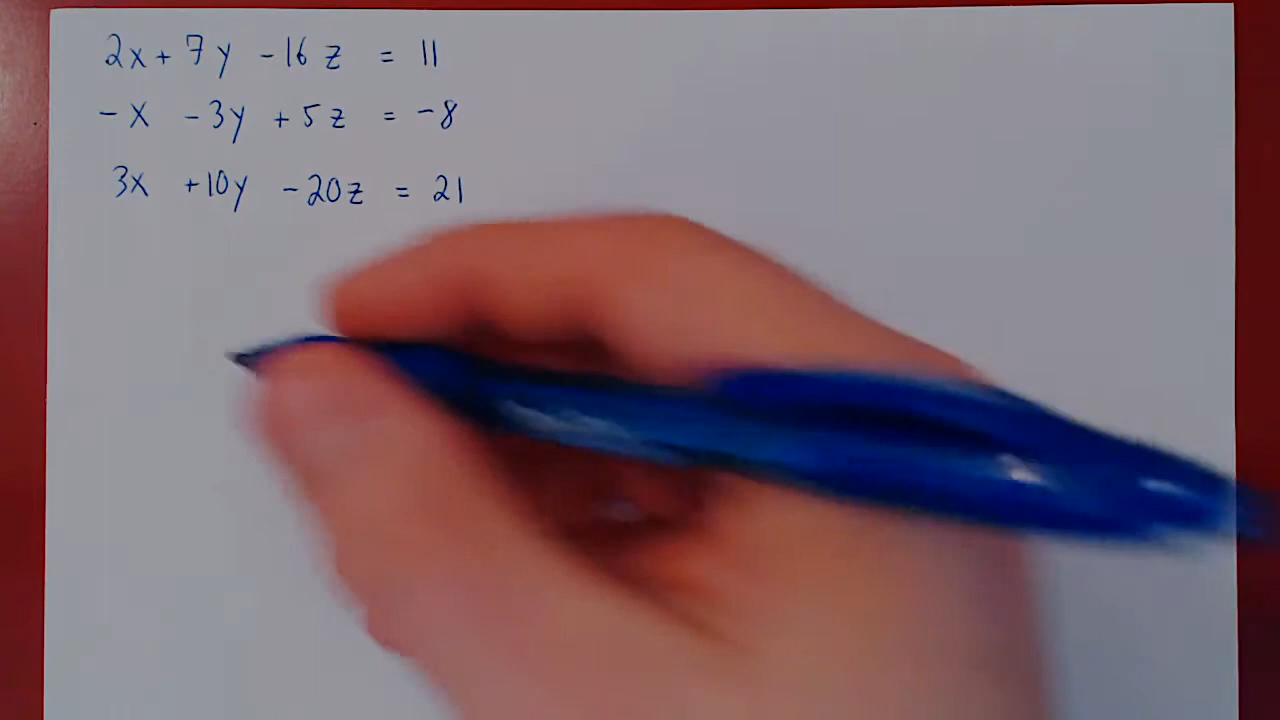 2x + 7y - 16z = 11
-x - 3y + 5z = -8
3x + 10y - 20z = 21